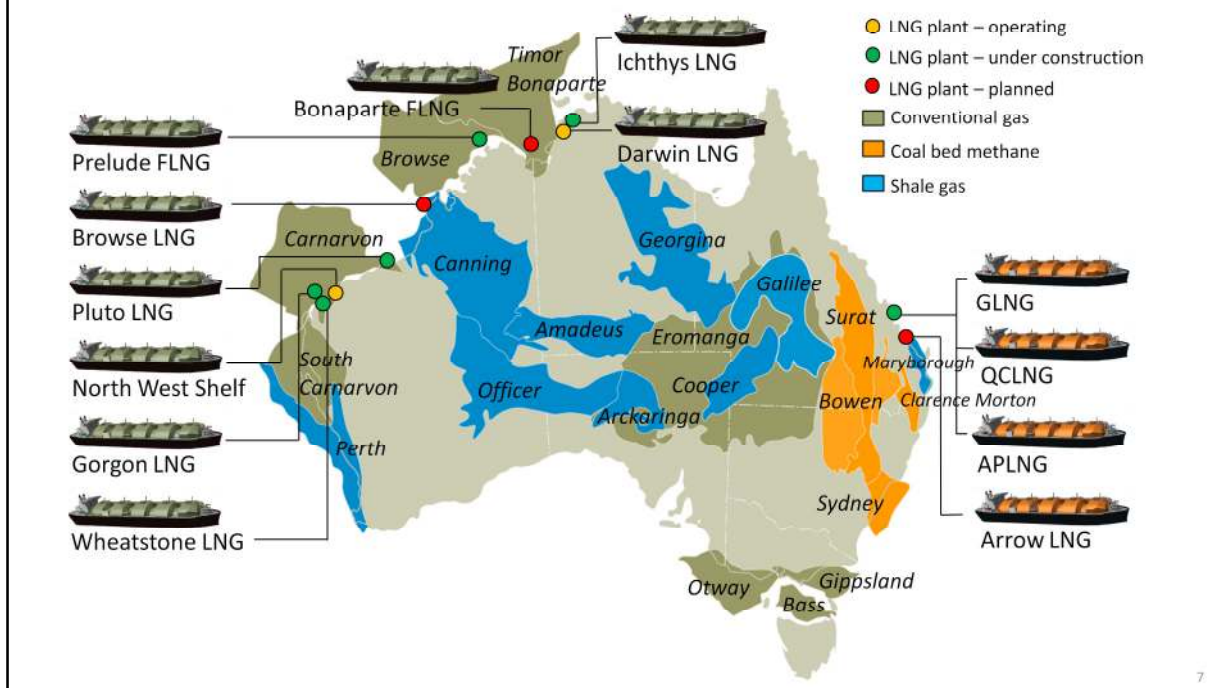 LNG plant – operating
LNG plant – under construction
LNG plant – planned
Conventional gas
Coal bed methane
Shale gas
Ichthys LNG
Timor
Bonaparte
Bonaparte FLNG
Darwin LNG
Prelude FLNG
Browse
Browse LNG
Carnarvon
Canning
Georgina
Galilee
Pluto LNG
GLNG
Surat
Amadeus
Eromanga
South
Carnarvon
North West Shelf
Maryborough
QCLNG
Officer
Cooper
Bowen
Clarence Morton
Arckaringa
Gorgon LNG
Perth
APLNG
Sydney
Wheatstone LNG
Arrow LNG
Otway
Gippsland
Bass
7